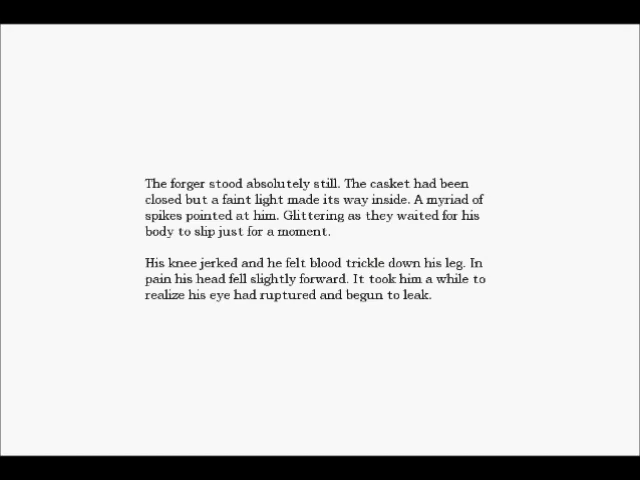 The forger stood absolutely still. The casket had been
closed but a faint light made its way inside. A myriad of
spikes pointed at him. Glittering as they waited for his
body to slip just for a moment.
His knee jerked and he felt blood trickle down his leg. In
pain his head fell slightly forward. It took him a while to
realize his eye had ruptured and begun to leak.